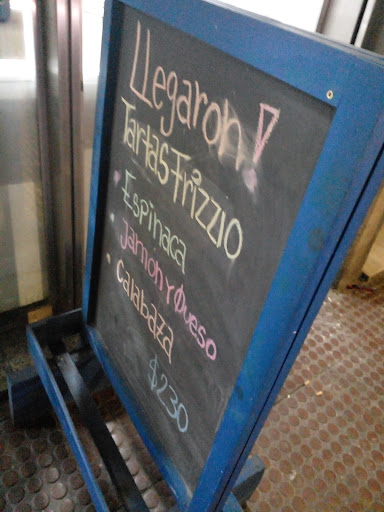 LLegaron!
Tartas Frizzio
Espinaca
Jamon y Queso
Calabaza
$230